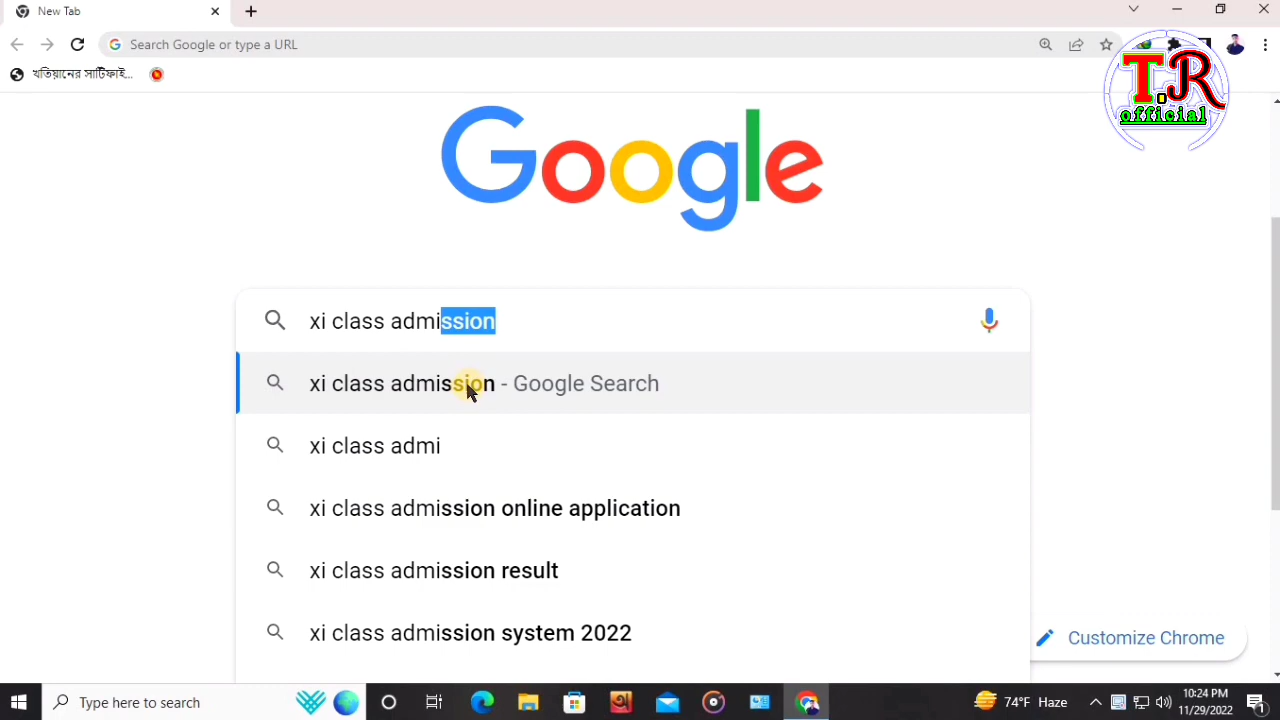 New Tab
Search Google or type a URL
খতিয়ানের সার্টিফাই...
T.R
official
Google
xi class admission
xi class admission - Google Search
xi class admi
xi class admission online application
xi class admission result
xi class admission system 2022
Customize Chrome
Type here to search
74°F Haze
10:24 PM
11/29/2022
1